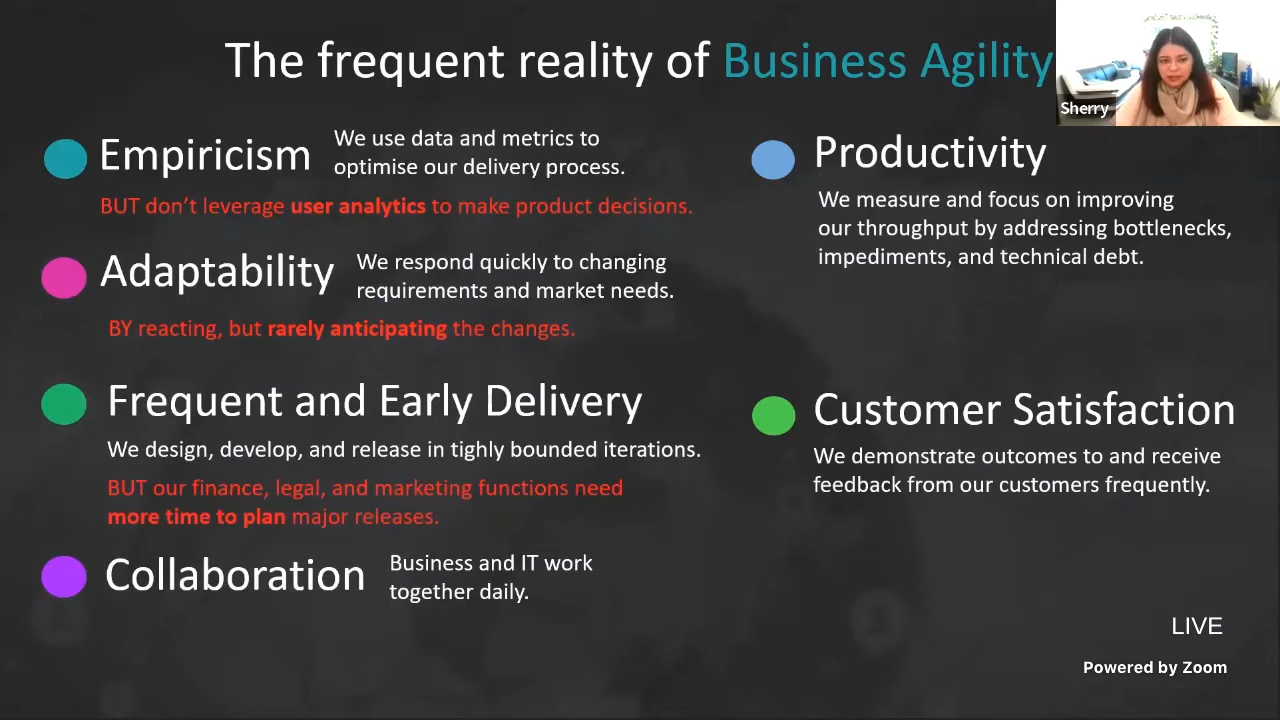 The frequent reality of Business Agility
Sherry
Empiricism
We use data and metrics to
optimise our delivery process.
BUT don't leverage user analytics to make product decisions.
Adaptability
We respond quickly to changing
requirements and market needs.
BY reacting, but rarely anticipating the changes.
Frequent and Early Delivery
We design, develop, and release in tighly bounded iterations.
BUT our finance, legal, and marketing functions need
more time to plan major releases.
Collaboration
Business and IT work
together daily.
Productivity
We measure and focus on improving
our throughput by addressing bottlenecks,
impediments, and technical debt.
Customer Satisfaction
We demonstrate outcomes to and receive
feedback from our customers frequently.
LIVE
Powered by Zoom